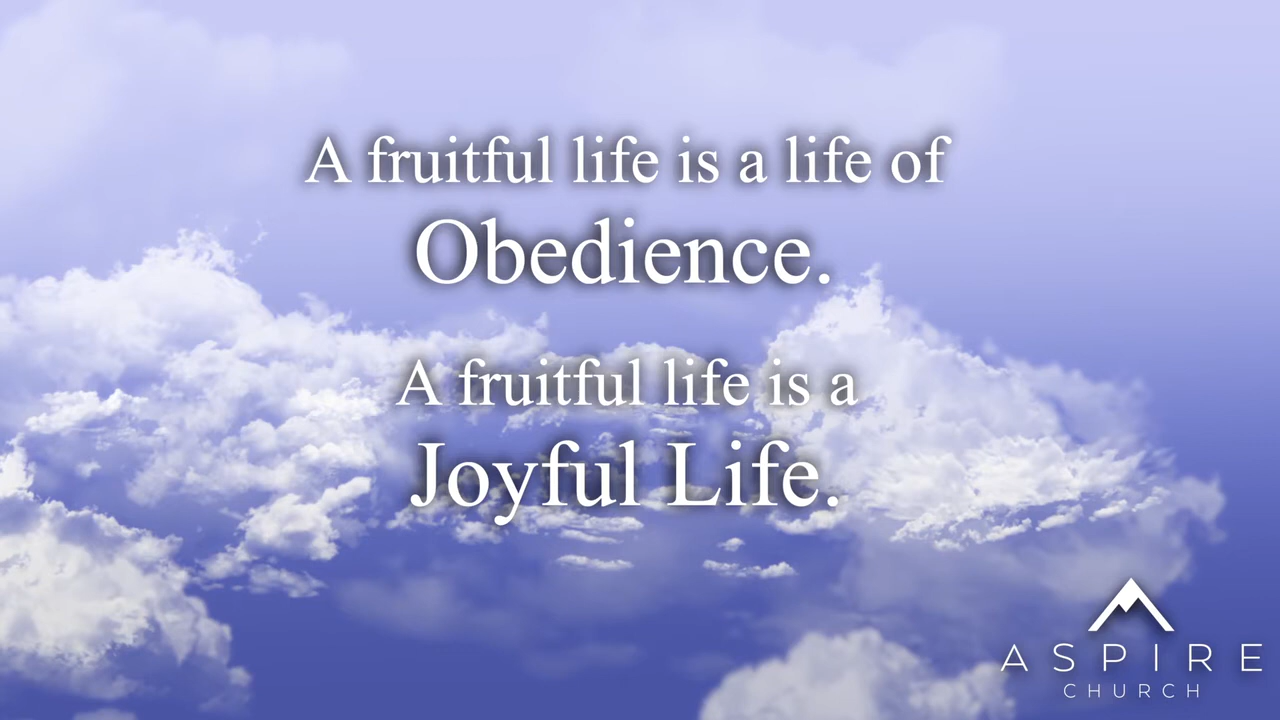 A fruitful life is a life of
Obedience.
A fruitful life is a
Joyful Life.
ASPIRE
CHURCH